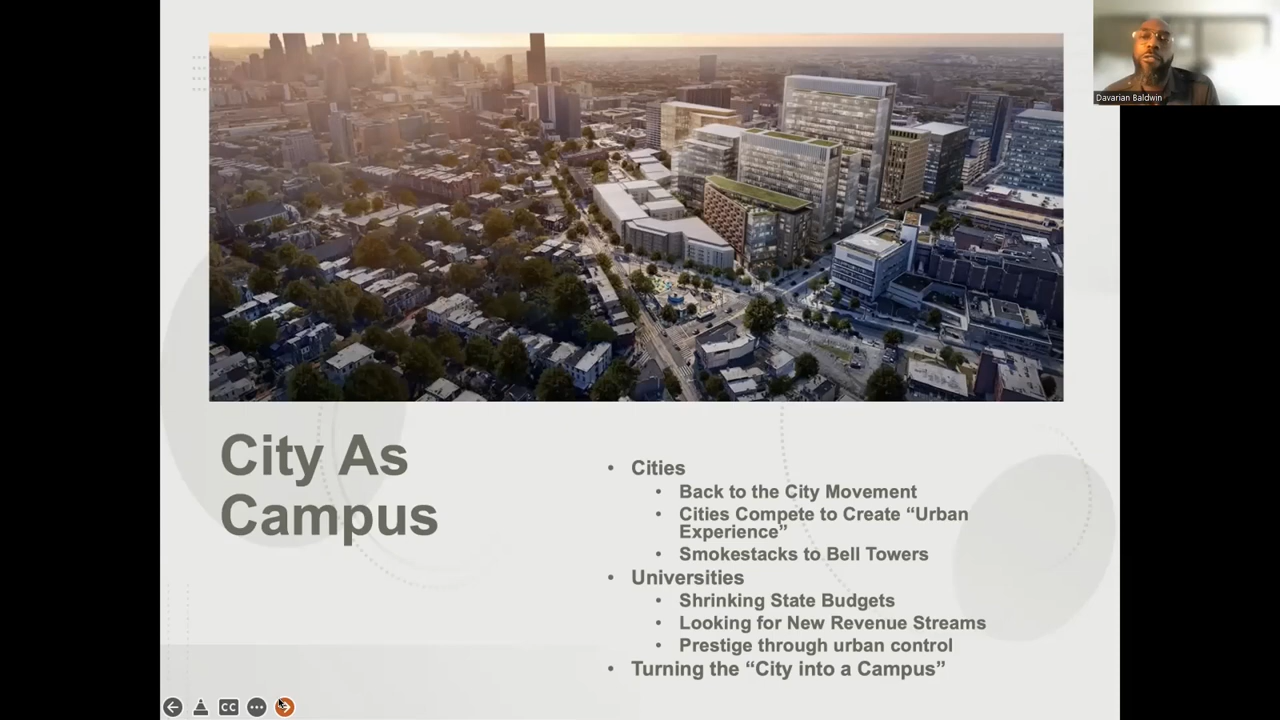 Davarian Baldwin
City As
Campus
• Cities
• Back to the City Movement
• Cities Compete to Create “Urban
Experience”
• Smokestacks to Bell Towers
• Universities
• Shrinking State Budgets
• Looking for New Revenue Streams
• Prestige through urban control
• Turning the “City into a Campus”
CC